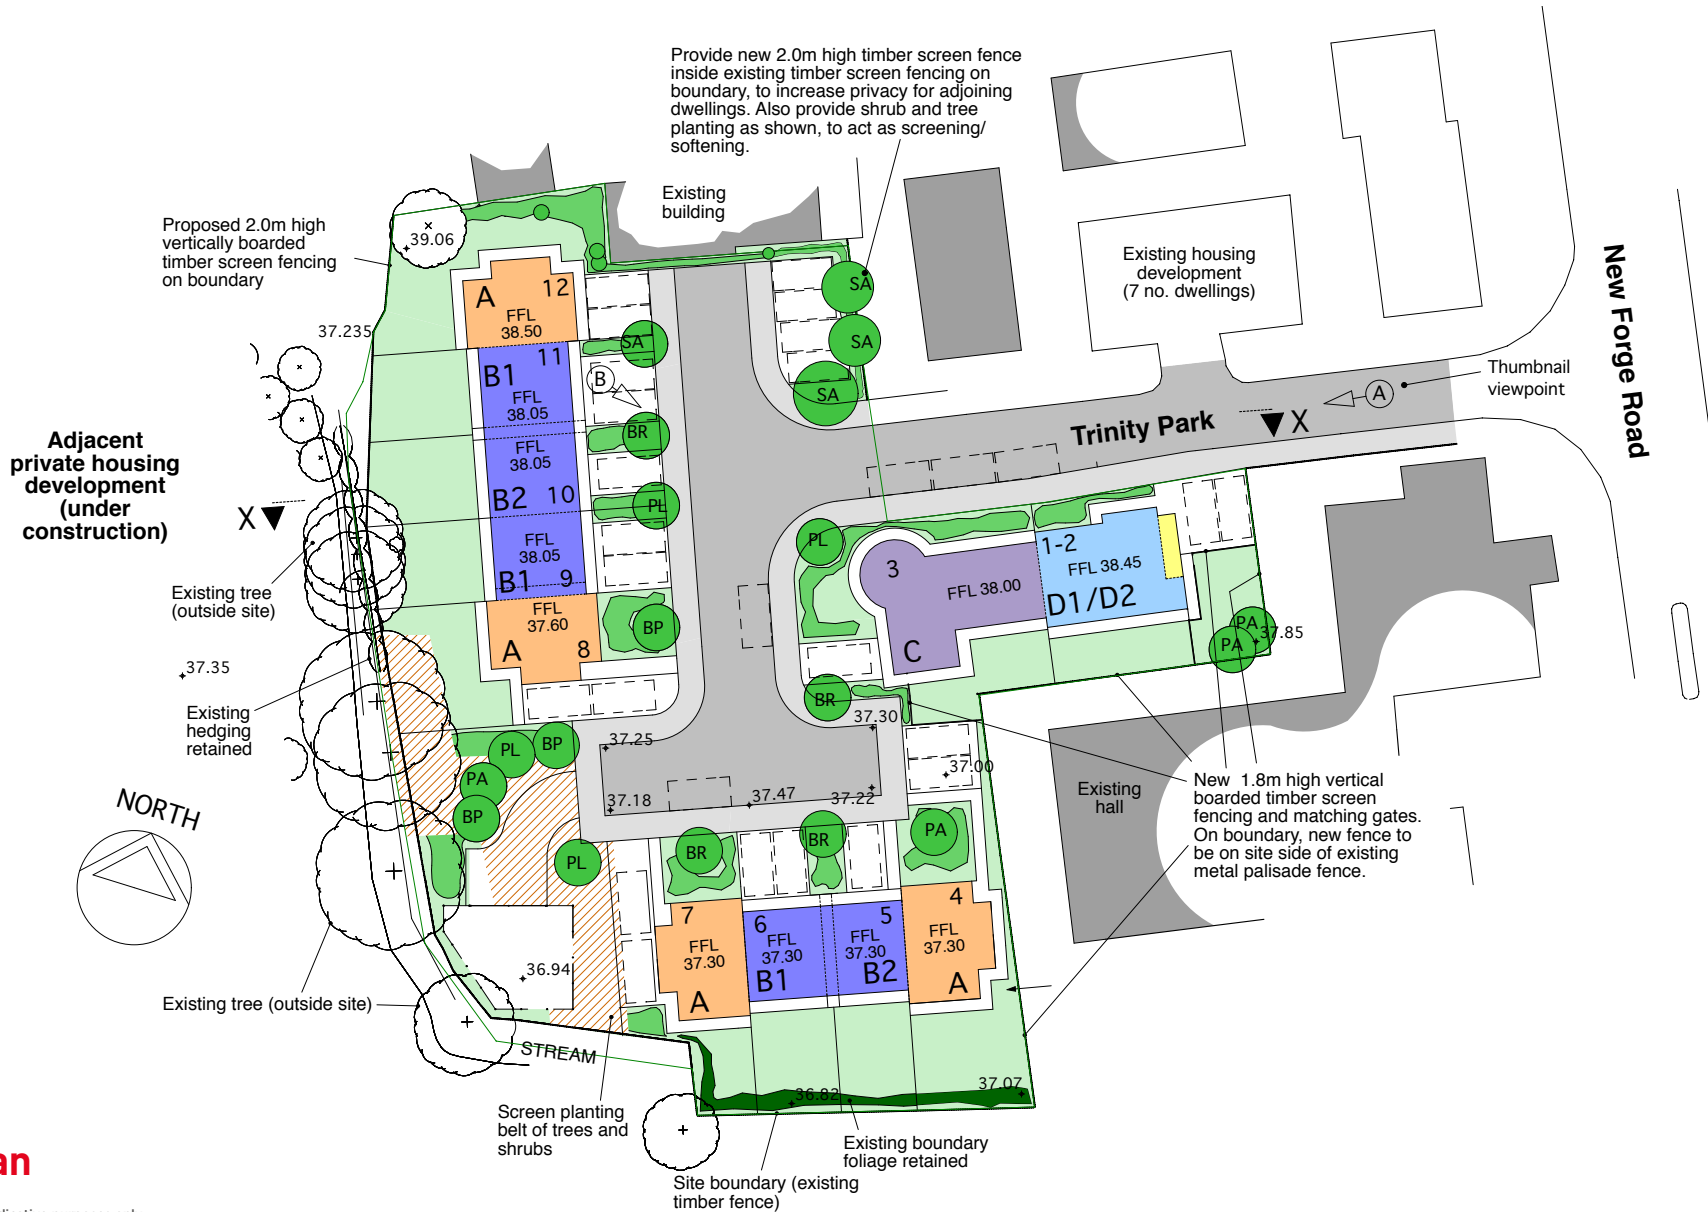 Provide new 2.0m high timber screen fence
inside existing timber screen fencing on
boundary, to increase privacy for adjoining
dwellings. Also provide shrub and tree
planting as shown, to act as screening/
softening.
Existing
building
Proposed 2.0m high
vertically boarded
timber screen fencing
on boundary
39.06
37.235
Existing housing
development
(7 no. dwellings)
New Forge Road
Thumbnail
viewpoint
A
Trinity Park
X
SA
SA
SA
A 12
FFL
38.50
SA
B1 11
FFL
38.05
B
BR
FFL
38.05
B2 10
PL
FFL
38.05
B1 9
FFL
37.60
A 8
BP
Adjacent
private housing
development
(under
construction)
X
Existing tree
(outside site)
37.35
Existing
hedging
retained
PL
3
FFL 38.00
C
1-2
FFL 38.45
D1/D2
PA
PA
37.85
BR
37.30
37.25
37.00
37.18
37.47
37.22
PL
BP
PA
BP
PL
BR
BR
PA
Existing
hall
New 1.8m high vertical
boarded timber screen
fencing and matching gates.
On boundary, new fence to
be on site side of existing
metal palisade fence.
NORTH
7
FFL
37.30
A
6
FFL
37.30
B1
5
FFL
37.30
B2
4
FFL
37.30
A
36.94
Existing tree (outside site)
STREAM
36.82
37.07
Screen planting
belt of trees and
shrubs
Existing boundary
foliage retained
Site boundary (existing
timber fence)
an